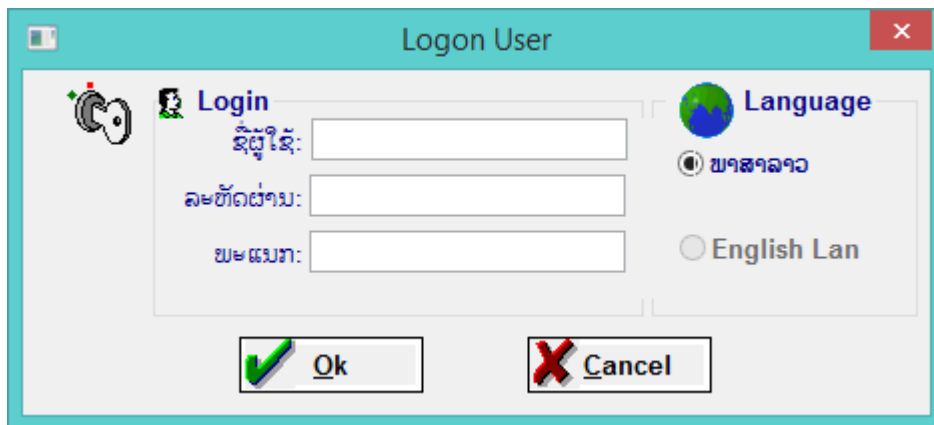 Logon User
Login
ຊື່ຜູ້ໃຊ້:
ລະຫັດຜ່ານ:
ພະແນກ:
Language
ພາສາລາວ
English Lan
Ok
Cancel